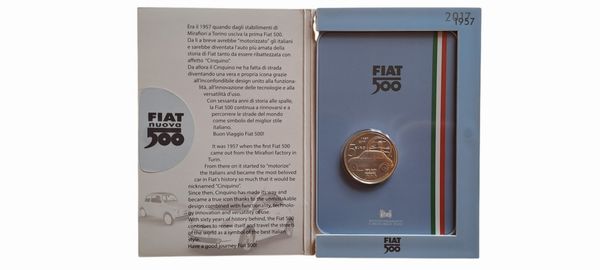 Era il 1957 quando dagli stabilimenti di
Mirafiori a Torino usciva la prima Fiat 500.
Da lì a breve avrebbe "motorizzato" gli italiani
e sarebbe diventata l'auto più amata della
storia di Fiat tanto da essere ribattezzata con
affetto "Cinquino".
Da allora il Cinquino ne ha fatta di strada
diventando una vera e propria icona grazie
all'inconfondibile design unito alla funziona-
lità, all'innovazione delle tecnologie e alla
versatilità d'uso.
Con sessanta anni di storia alle spalle,
la Fiat 500 continua a rinnovarsi e a
percorrere le strade del mondo
come simbolo del miglior stile
italiano.
Buon Viaggio Fiat 500!
FIAT
nuova
500
It was 1957 when the first Fiat 500
came out from the Mirafiori factory in
Turin.
From there on it started to "motorize"
the Italians and became the most beloved
car in Fiat's history so much that it would be
nicknamed "Cinquino".
Since then, Cinquino has made its way and
became a true icon thanks to the unmistakable
design combined with functionality, technolo-
gy innovation and versatility of use.
With sixty years of history behind, the Fiat 500
continues to renew itself and travel the streets
of the world as a symbol of the best Italian
style.
Have a good journey Fiat 500!
2017
1957
FIAT
500
FIAT
500